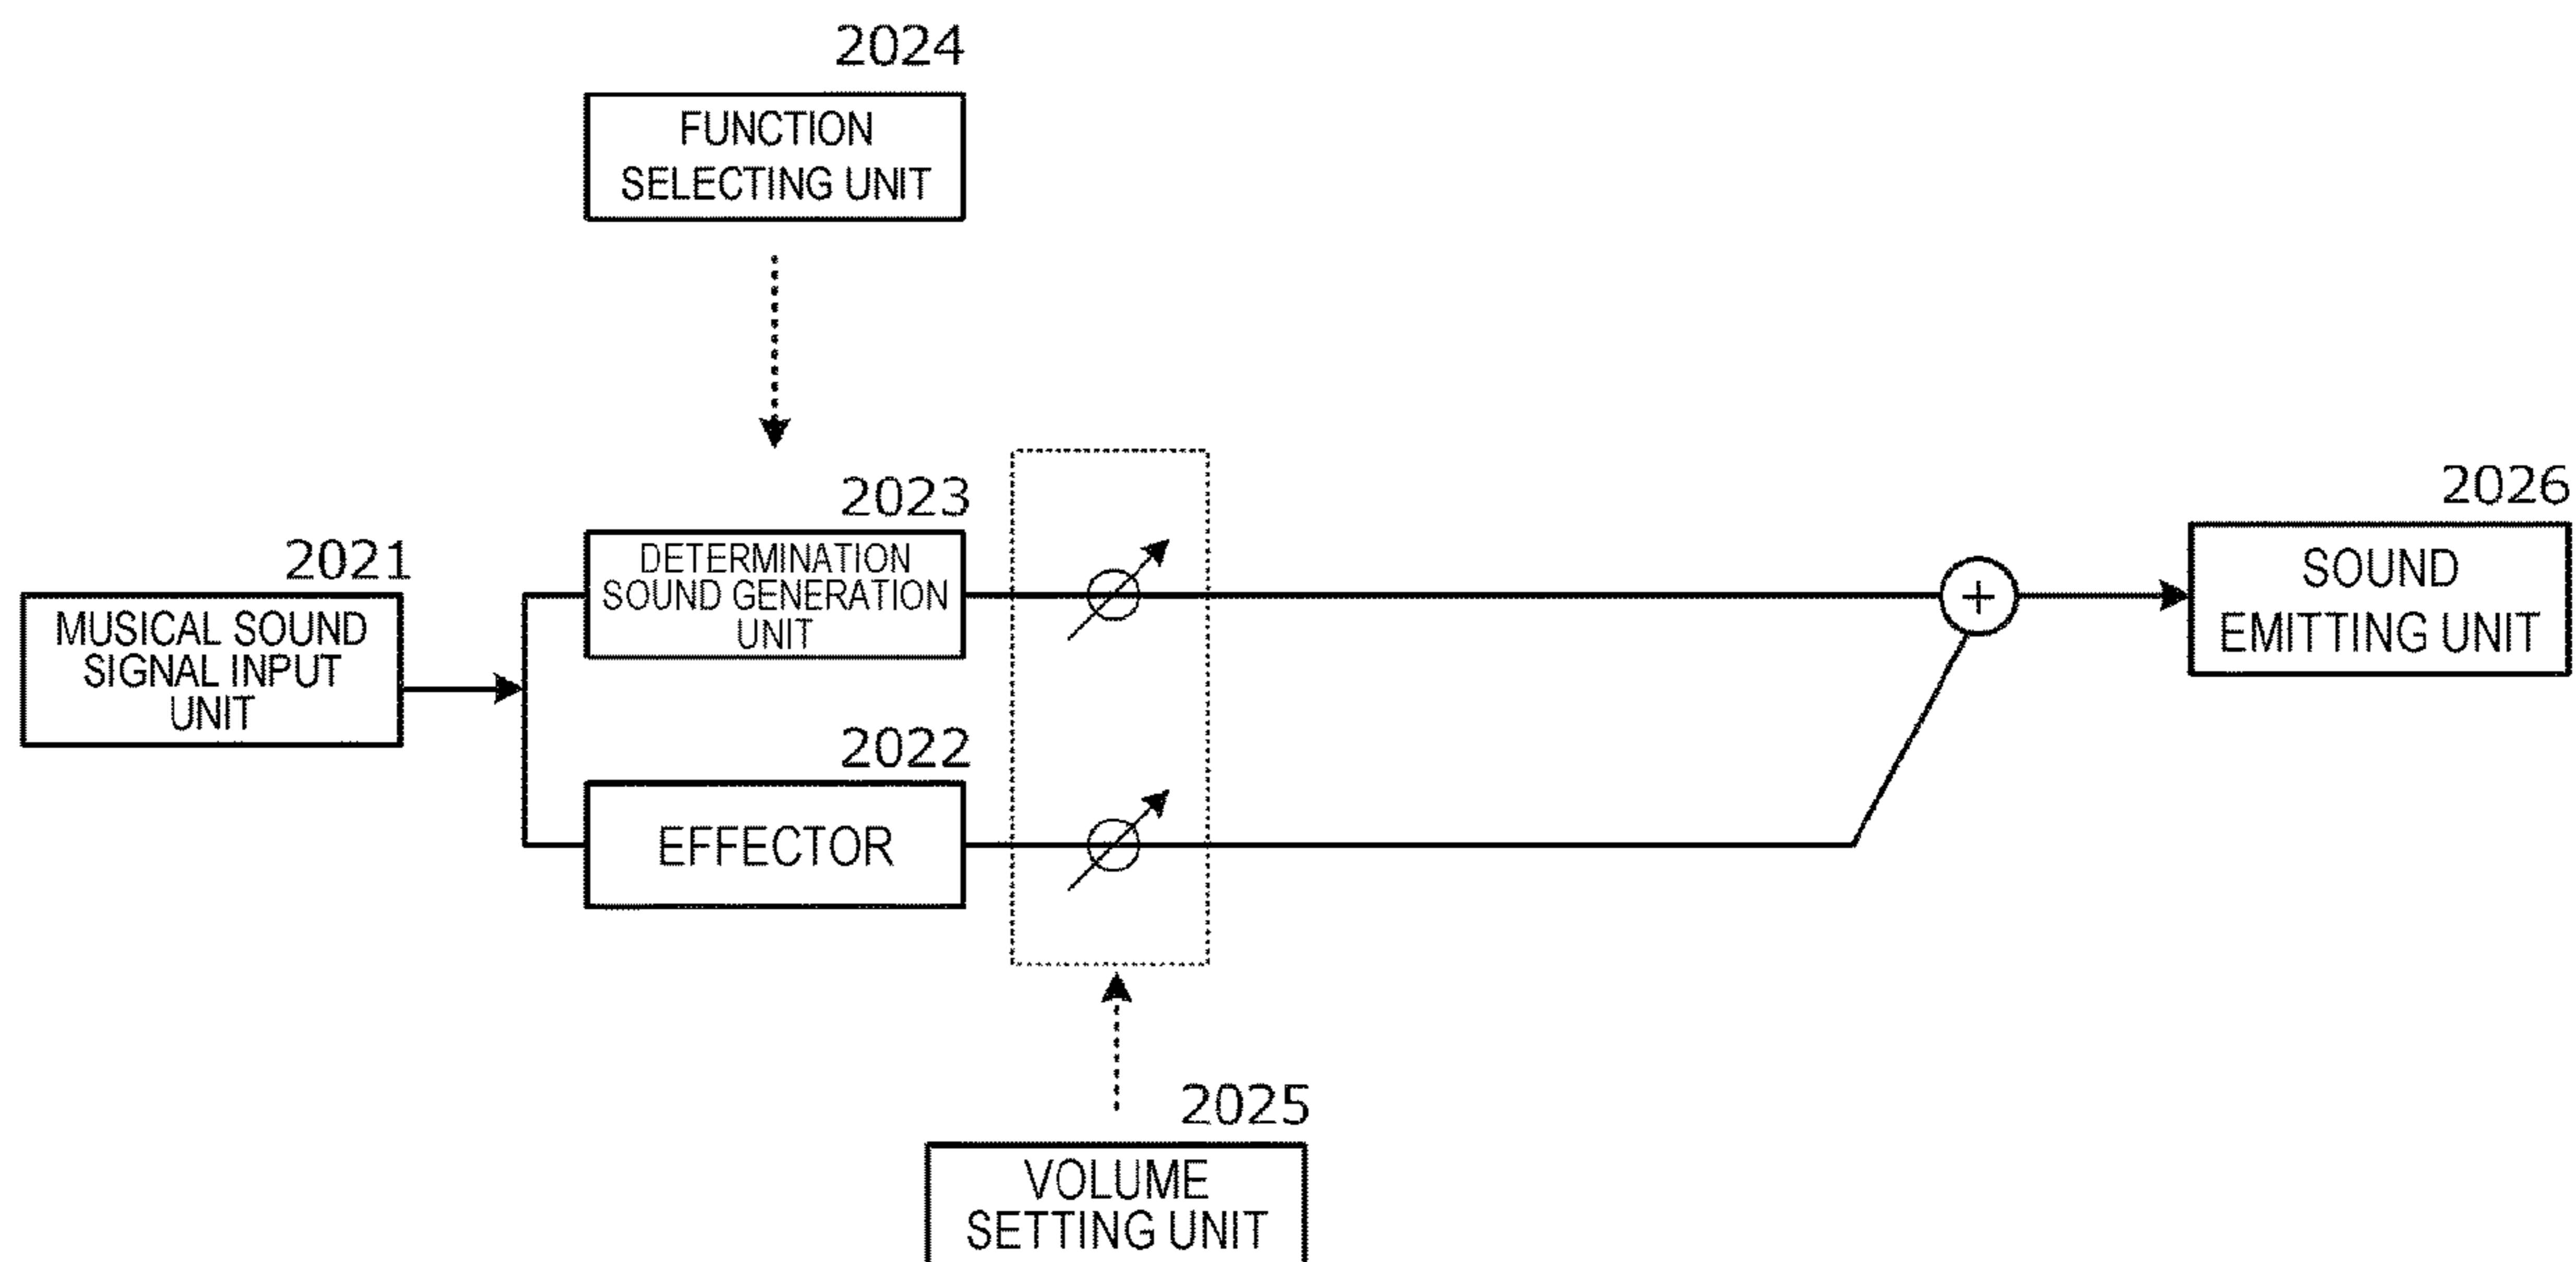 2024
FUNCTION
SELECTING UNIT
2023
DETERMINATION
SOUND GENERATION
UNIT
2021
MUSICAL SOUND
SIGNAL INPUT
UNIT
2022
EFFECTOR
+
2026
SOUND
EMITTING UNIT
2025
VOLUME
SETTING UNIT